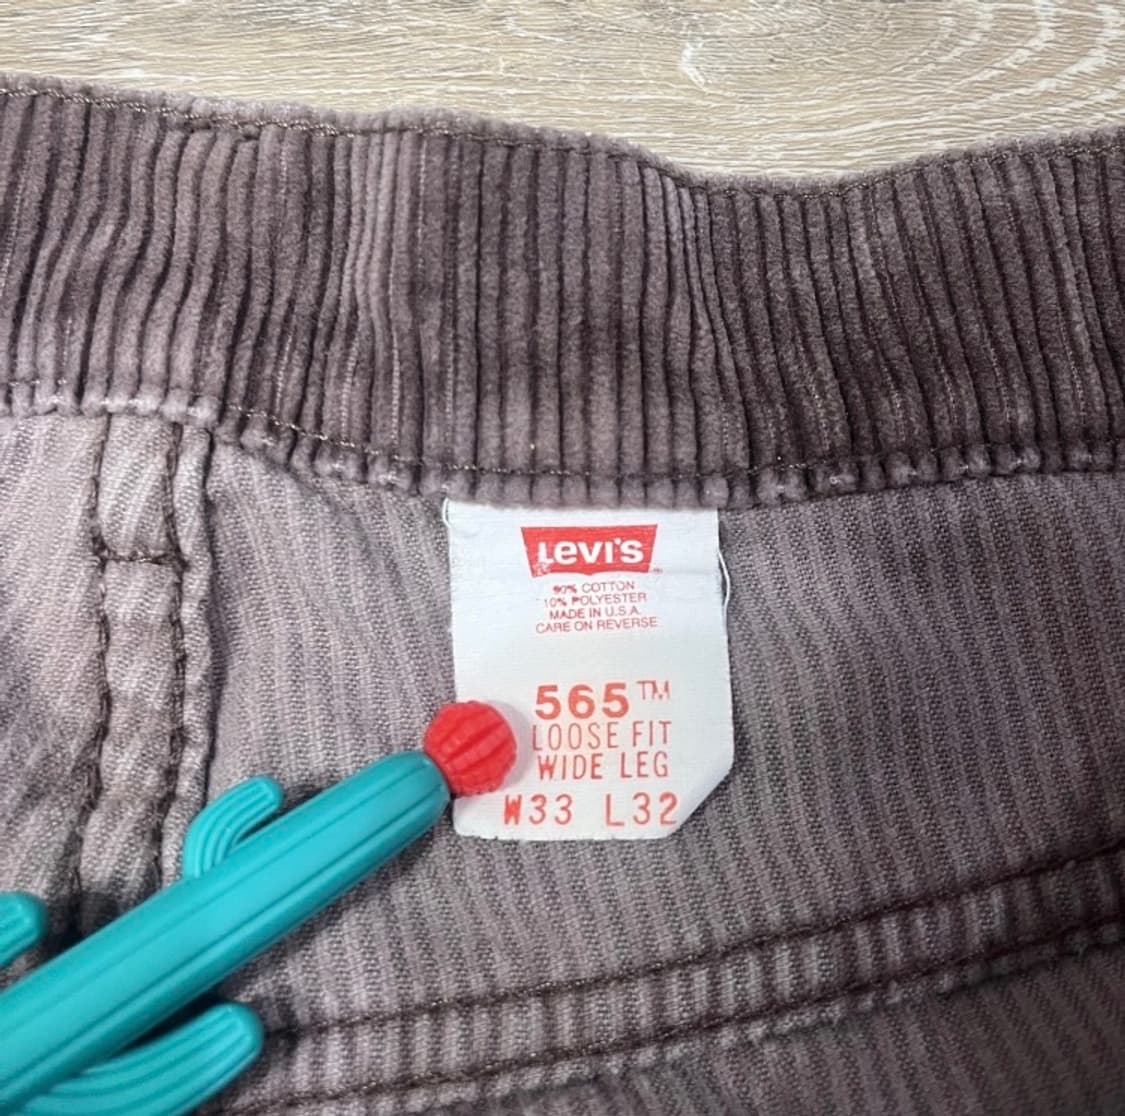 Levi's
90% COTTON
10% POLYESTER
MADE IN U.S.A.
CARE ON REVERSE
565™
LOOSE FIT
WIDE LEG
W33 L32